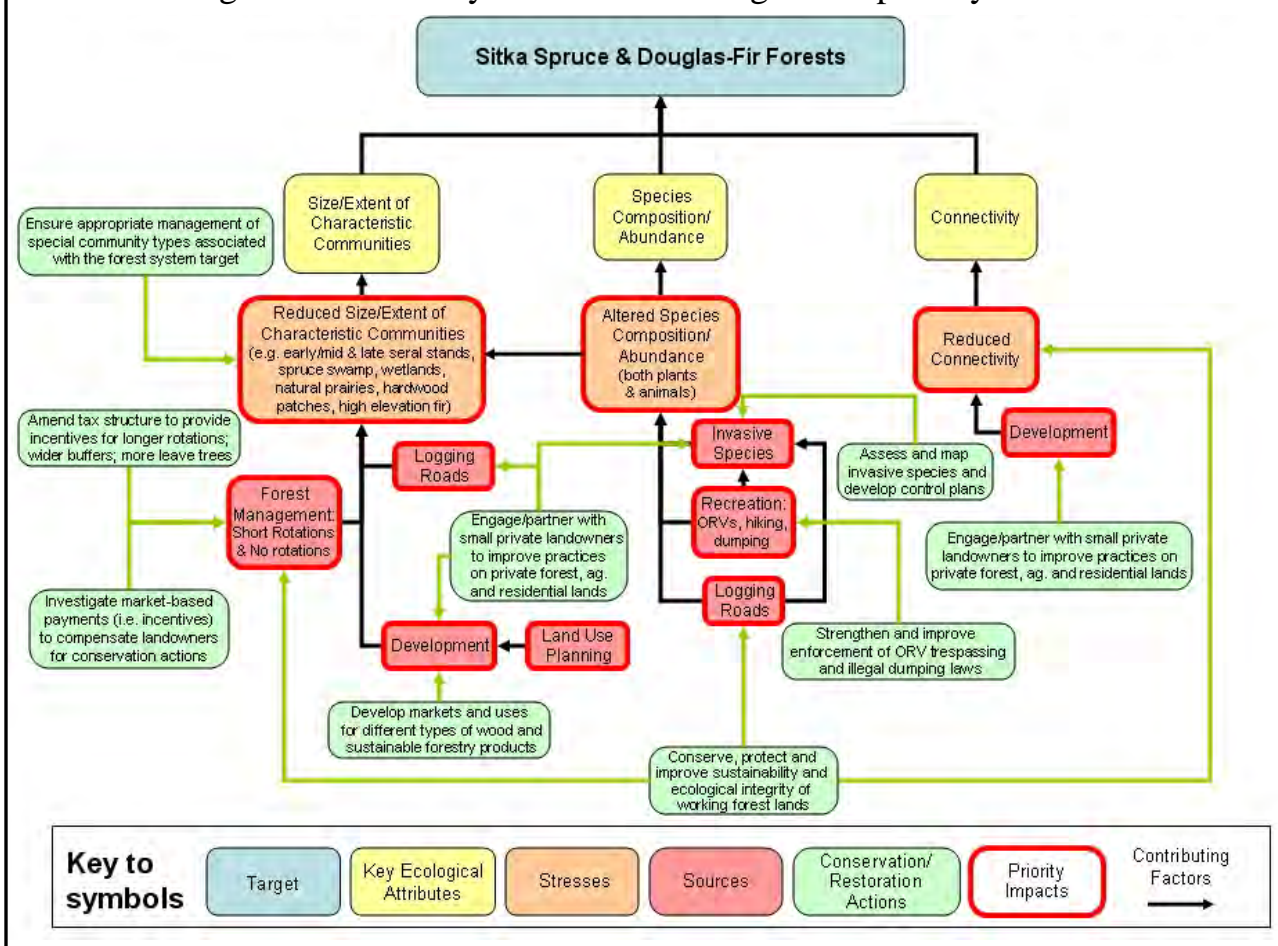 Sitka Spruce & Douglas-Fir Forests
Size/Extent of
Characteristic
Communities
Species
Composition/
Abundance
Connectivity
Ensure appropriate management of
special community types associated
with the forest system target
Reduced Size/Extent of
Characteristic Communities
(e.g. early/mid & late seral stands,
spruce swamp, wetlands,
natural prairies, hardwood
patches, high elevation fir)
Altered Species
Composition/
Abundance
(both plants
& animals)
Reduced
Connectivity
Amend tax structure to provide
incentives for longer rotations;
wider buffers; more leave trees
Logging
Roads
Invasive
Species
Development
Assess and map
invasive species and
develop control plans
Forest
Management:
Short Rotations
& No rotations
Engage/partner with
small private landowners
to improve practices
on private forest, ag.
and residential lands
Recreation:
ORVs, hiking,
dumping
Engage/partner with small private
landowners to improve practices on
private forest, ag. and residential lands
Investigate market-based
payments (i.e. incentives)
to compensate landowners
for conservation actions
Logging
Roads
Development
Land Use
Planning
Strengthen and improve
enforcement of ORV trespassing
and illegal dumping laws
Develop markets and uses
for different types of wood and
sustainable forestry products
Conserve, protect and
improve sustainability and
ecological integrity of
working forest lands
Key to
symbols
Target
Key Ecological
Attributes
Stresses
Sources
Conservation/
Restoration
Actions
Priority
Impacts
Contributing
Factors